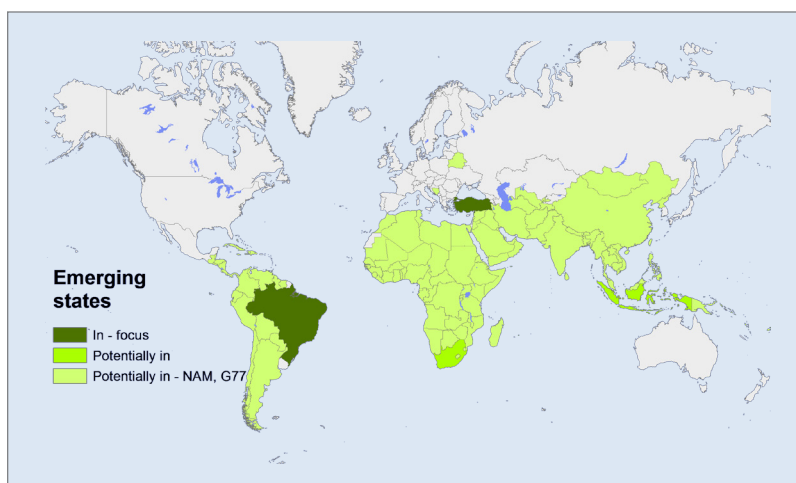 Emerging
states
In - focus
Potentially in
Potentially in - NAM, G77